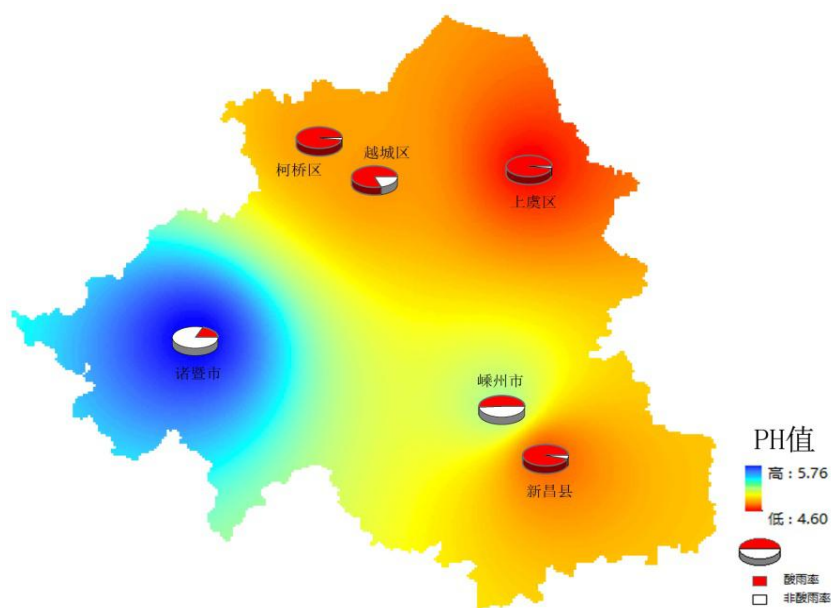 越城区
柯桥区
上虞区
诸暨市
嵊州市
新昌县
PH值
高：5.76
低：4.60
酸雨率
非酸雨率